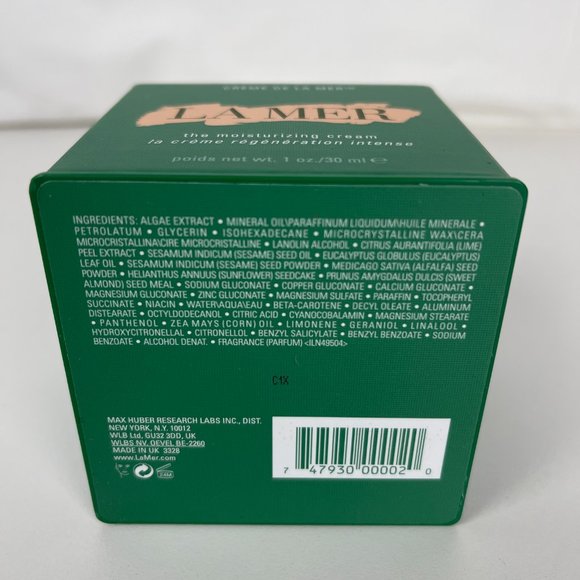 CRÈME DE LA MER™
LA MER
the moisturizing cream
la crème régénération intense
poids net wt. 1 oz./30 ml ℮
INGREDIENTS: ALGAE EXTRACT • MINERAL OIL\PARAFFINUM LIQUIDUM\HUILE MINERALE •
PETROLATUM • GLYCERIN • ISOHEXADECANE • MICROCRYSTALLINE WAX\CERA
MICROCRISTALLINA\CIRE MICROCRISTALLINE • LANOLIN ALCOHOL • CITRUS AURANTIFOLIA (LIME)
PEEL EXTRACT • SESAMUM INDICUM (SESAME) SEED OIL • EUCALYPTUS GLOBULUS (EUCALYPTUS)
LEAF OIL • SESAMUM INDICUM (SESAME) SEED POWDER • MEDICAGO SATIVA (ALFALFA) SEED
POWDER • HELIANTHUS ANNUUS (SUNFLOWER) SEEDCAKE • PRUNUS AMYGDALUS DULCIS (SWEET
ALMOND) SEED MEAL • SODIUM GLUCONATE • COPPER GLUCONATE • CALCIUM GLUCONATE •
MAGNESIUM GLUCONATE • ZINC GLUCONATE • MAGNESIUM SULFATE • PARAFFIN • TOCOPHERYL
SUCCINATE • NIACIN • WATER\AQUA\EAU • BETA-CAROTENE • DECYL OLEATE • ALUMINUM
DISTEARATE • OCTYLDODECANOL • CITRIC ACID • CYANOCOBALAMIN • MAGNESIUM STEARATE
• PANTHENOL • ZEA MAYS (CORN) OIL • LIMONENE • GERANIOL • LINALOOL •
HYDROXYCITRONELLAL • CITRONELLOL • BENZYL SALICYLATE • BENZYL BENZOATE • SODIUM
BENZOATE • ALCOHOL DENAT. • FRAGRANCE (PARFUM) <ILN49504>
C1X
MAX HUBER RESEARCH LABS INC., DIST.
NEW YORK, N.Y. 10012
WLB Ltd, GU32 3DD, UK
WLBS NV, OEVEL BE-2260
MADE IN UK 3328
www.LaMer.com
24M
7 47930 00002 0